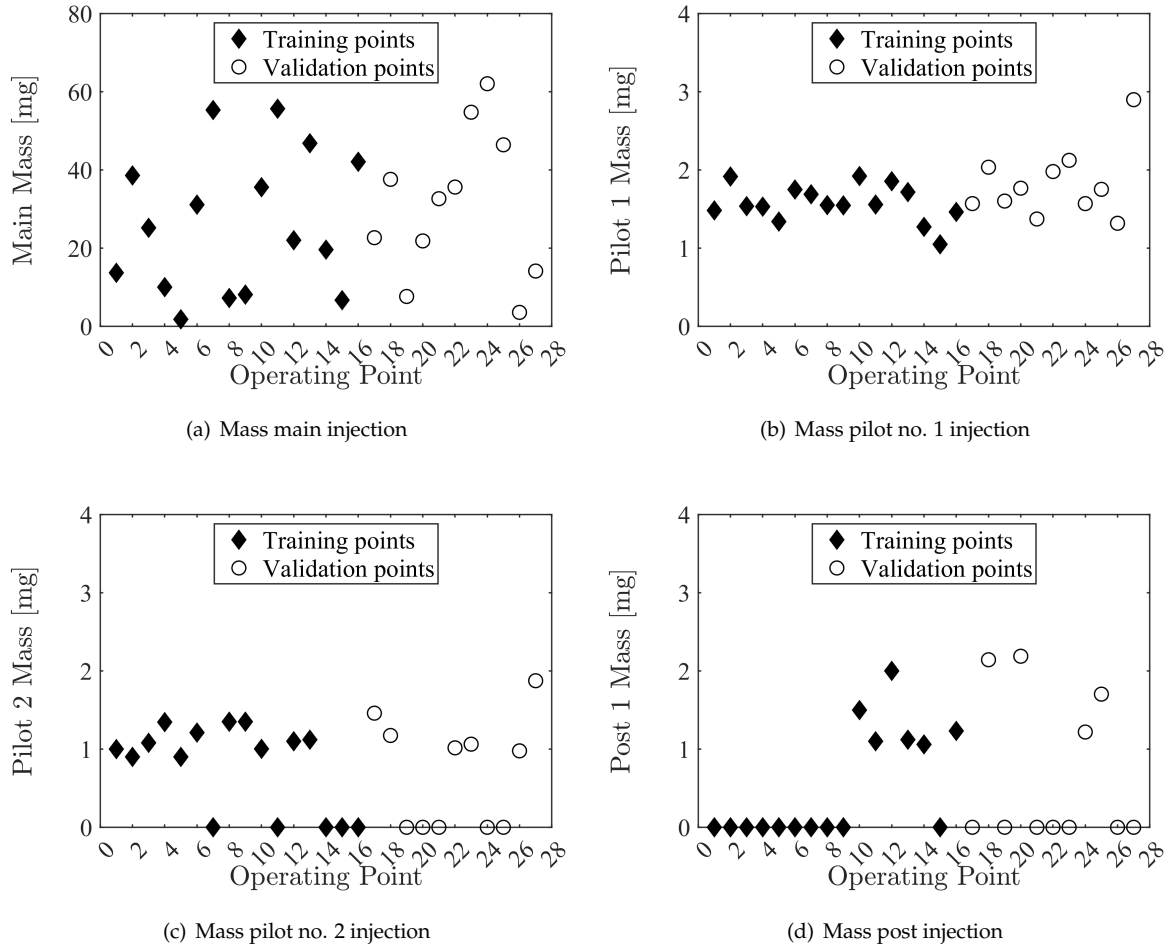 80
60
40
20
0
Main Mass [mg]
Training points
Validation points
0 2 4 6 8 10 12 14 16 18 20 22 24 26 28
Operating Point
(a) Mass main injection
4
3
2
1
0
Pilot 1 Mass [mg]
Training points
Validation points
0 2 4 6 8 10 12 14 16 18 20 22 24 26 28
Operating Point
(b) Mass pilot no. 1 injection
4
3
2
1
0
Pilot 2 Mass [mg]
Training points
Validation points
0 2 4 6 8 10 12 14 16 18 20 22 24 26 28
Operating Point
(c) Mass pilot no. 2 injection
4
3
2
1
0
Post 1 Mass [mg]
Training points
Validation points
0 2 4 6 8 10 12 14 16 18 20 22 24 26 28
Operating Point
(d) Mass post injection